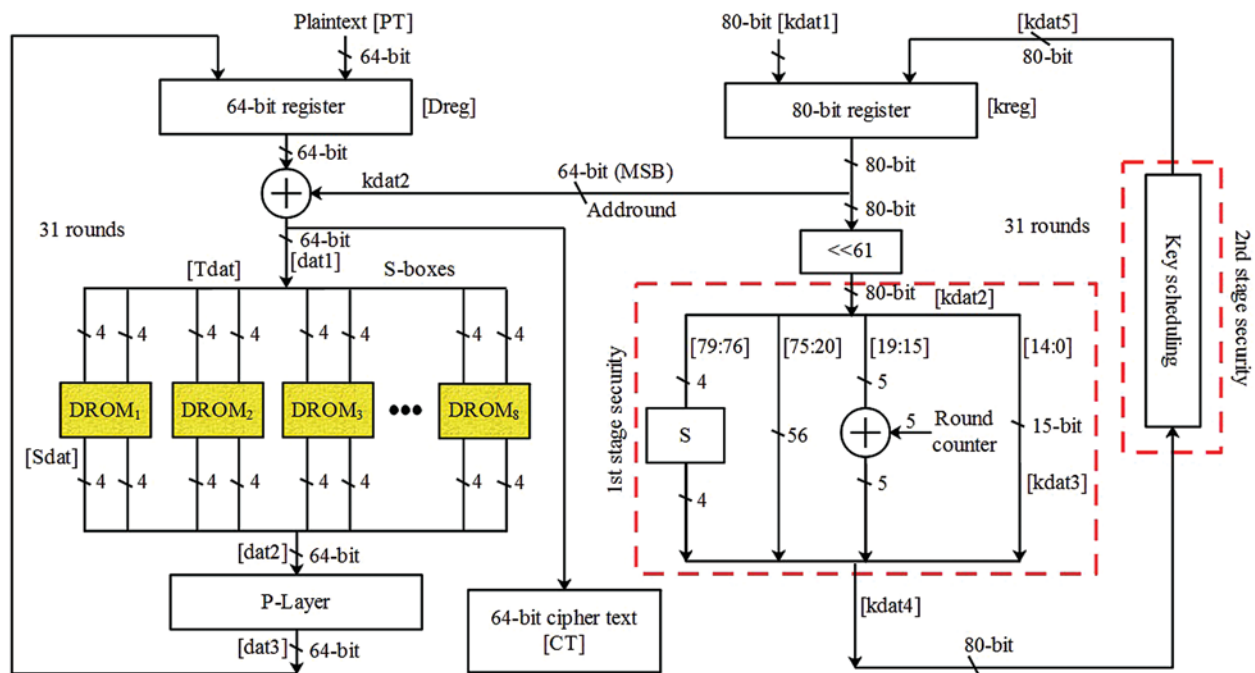 Plaintext [PT]
64-bit
64-bit register
[Dreg]
64-bit
kdat2
31 rounds
64-bit
[dat1]
[Tdat]
S-boxes
4
4
4
4
4
4
4
4
DROM1
DROM2
DROM3
•••
DROM8
[Sdat]
4
4
4
4
4
4
4
4
[dat2]
64-bit
P-Layer
[dat3]
64-bit
64-bit cipher text
[CT]
80-bit [kdat1]
[kdat5]
80-bit
80-bit register
[kreg]
80-bit
64-bit (MSB)
Addround
80-bit
31 rounds
<<61
80-bit
[kdat2]
1st stage security
[79:76]
[75:20]
[19:15]
[14:0]
4
5
S
56
5
Round
counter
15-bit
4
5
[kdat3]
[kdat4]
80-bit
Key scheduling
2nd stage security